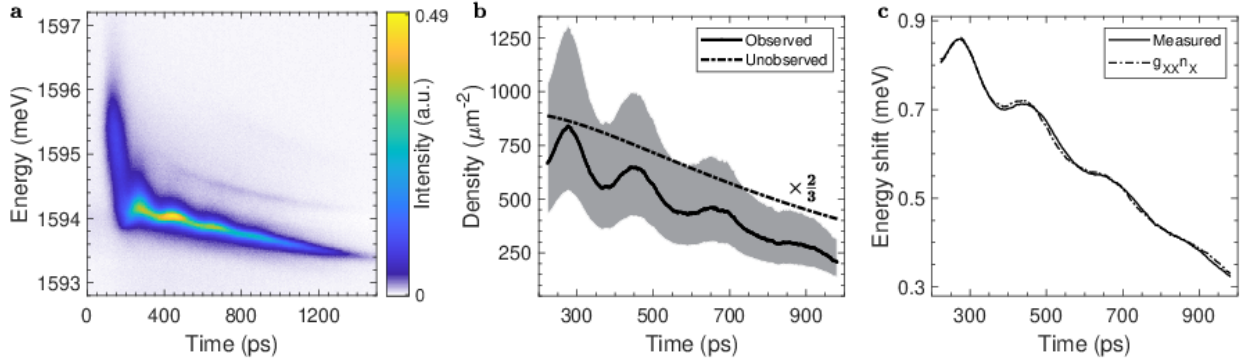 a
1597
1596
1595
1594
1593
Energy (meV)
0
400
800
1200
Time (ps)
0.49
0
Intensity (a.u.)
b
1250
1000
750
500
250
Density (μm⁻²)
Observed
Unobserved
× 2/3
300
500
700
900
Time (ps)
c
0.9
0.7
0.5
0.3
Energy shift (meV)
Measured
g_XX n_X
300
500
700
900
Time (ps)